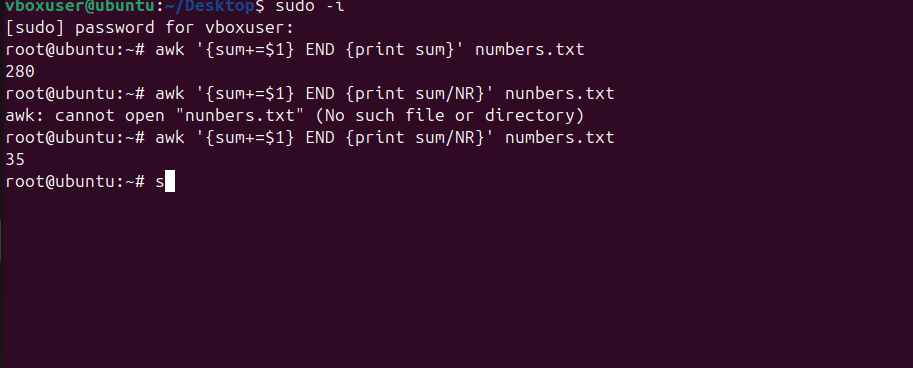 vboxuser@ubuntu:~/Desktop$ sudo -i
[sudo] password for vboxuser:
root@ubuntu:~# awk '{sum+=$1} END {print sum}' numbers.txt
280
root@ubuntu:~# awk '{sum+=$1} END {print sum/NR}' nunbers.txt
awk: cannot open "nunbers.txt" (No such file or directory)
root@ubuntu:~# awk '{sum+=$1} END {print sum/NR}' numbers.txt
35
root@ubuntu:~# s